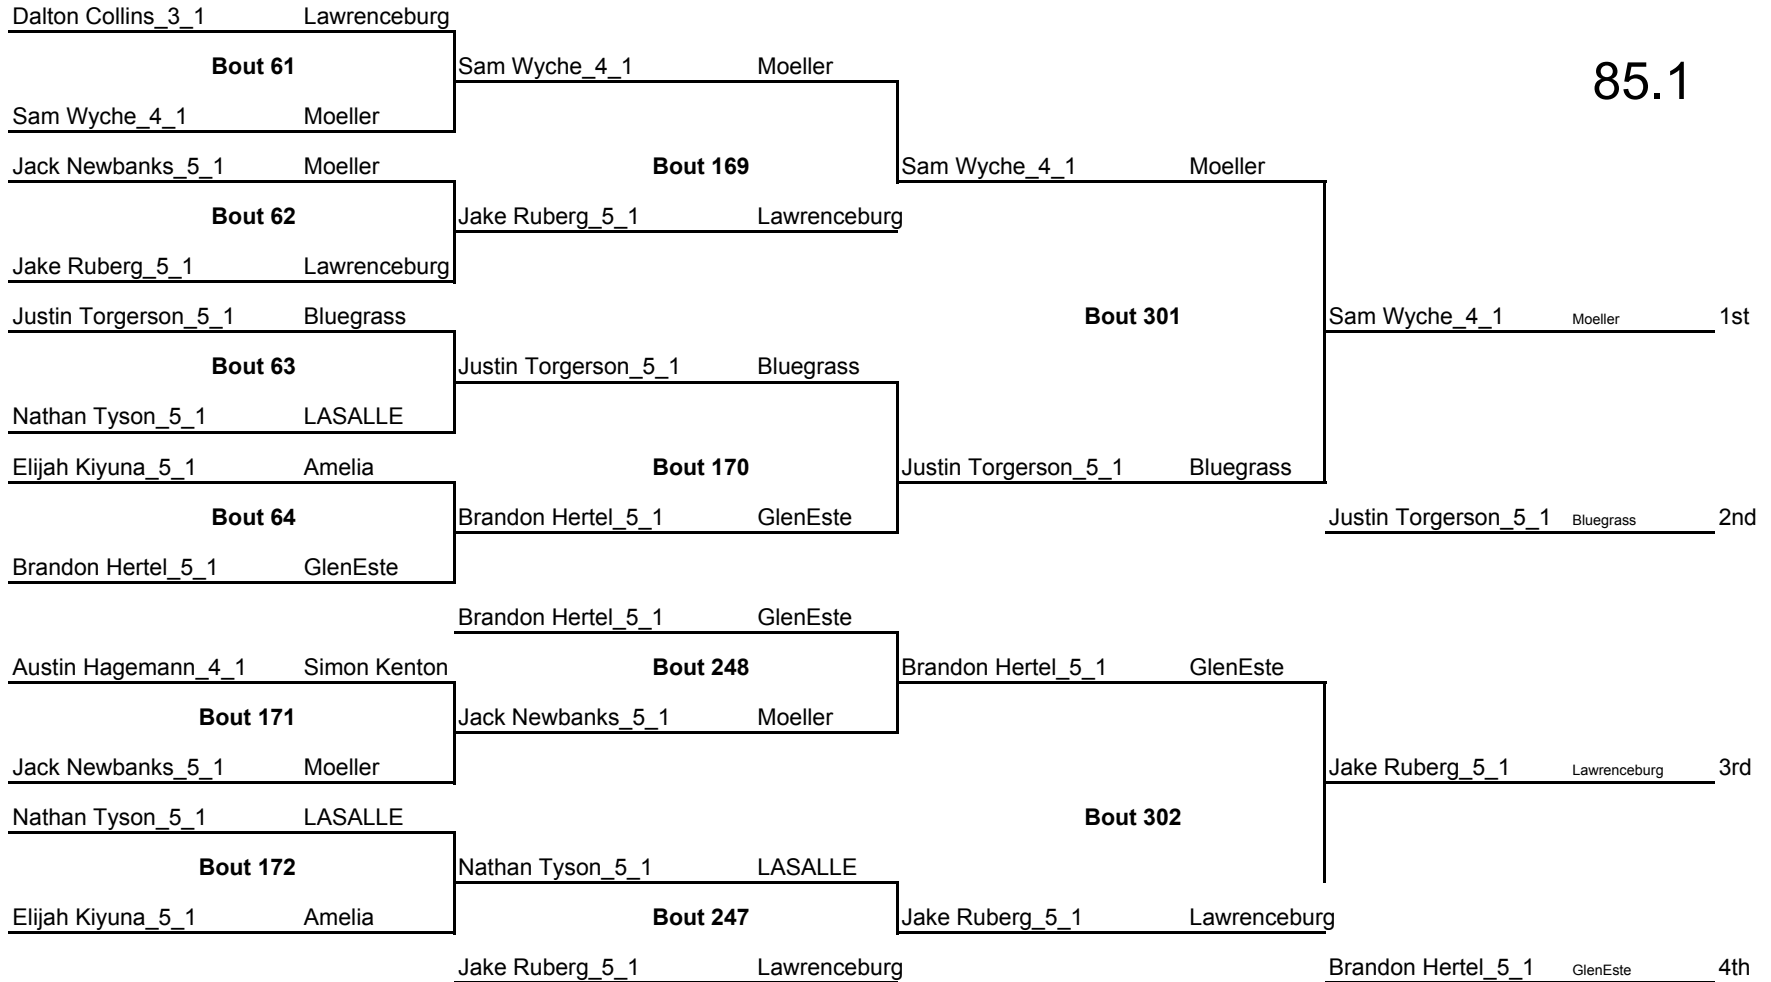 Dalton Collins_3_1 Lawrenceburg
Bout 61 Sam Wyche_4_1 Moeller 85.1
Sam Wyche_4_1 Moeller
Jack Newbanks_5_1 Moeller Bout 169 Sam Wyche_4_1 Moeller
Bout 62 Jake Ruberg_5_1 Lawrenceburg
Jake Ruberg_5_1 Lawrenceburg
Justin Torgerson_5_1 Bluegrass Bout 301 Sam Wyche_4_1 Moeller 1st
Bout 63 Justin Torgerson_5_1 Bluegrass
Nathan Tyson_5_1 LASALLE
Elijah Kiyuna_5_1 Amelia Bout 170 Justin Torgerson_5_1 Bluegrass
Bout 64 Brandon Hertel_5_1 GlenEste Justin Torgerson_5_1 Bluegrass 2nd
Brandon Hertel_5_1 GlenEste
Brandon Hertel_5_1 GlenEste
Austin Hagemann_4_1 Simon Kenton Bout 248 Brandon Hertel_5_1 GlenEste
Bout 171 Jack Newbanks_5_1 Moeller
Jack Newbanks_5_1 Moeller Jake Ruberg_5_1 Lawrenceburg 3rd
Nathan Tyson_5_1 LASALLE Bout 302
Bout 172 Nathan Tyson_5_1 LASALLE
Elijah Kiyuna_5_1 Amelia Bout 247 Jake Ruberg_5_1 Lawrenceburg
Jake Ruberg_5_1 Lawrenceburg Brandon Hertel_5_1 GlenEste 4th